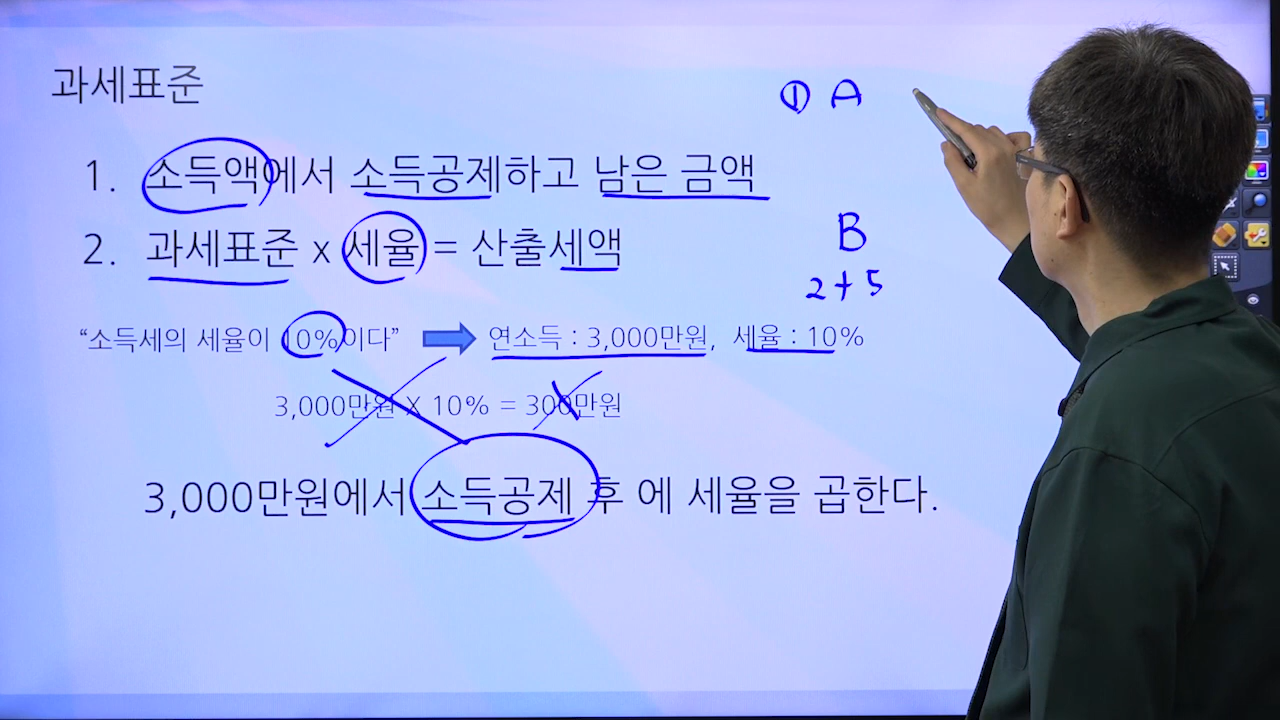 과세표준
① A
1. 소득액에서 소득공제하고 남은 금액
2. 과세표준 x 세율 = 산출세액
B
2+5
“소득세의 세율이 10%이다” 연소득 : 3,000만원, 세율 : 10%
3,000만원 X 10% = 300만원
3,000만원에서 소득공제 후 에 세율을 곱한다.